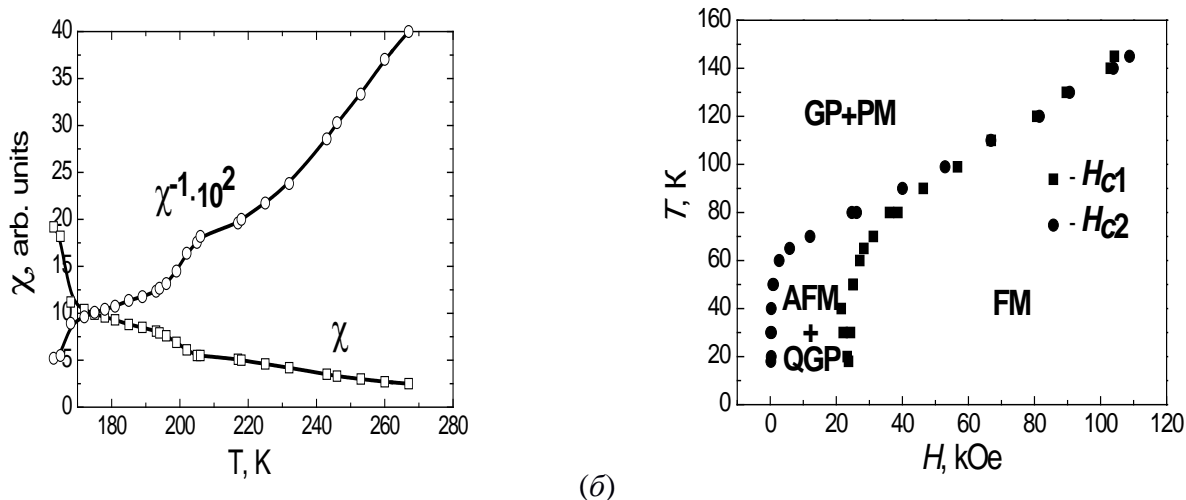 40
35
30
25
20
15
10
5
0
χ, arb. units
180 200 220 240 260 280
T, K
χ⁻¹·10²
χ
160
140
120
100
80
60
40
20
0
T, К
0 20 40 60 80 100
H, kOe
GP+PM
- Hc1
- Hc2
AFM
+
QGP
FM
(б)